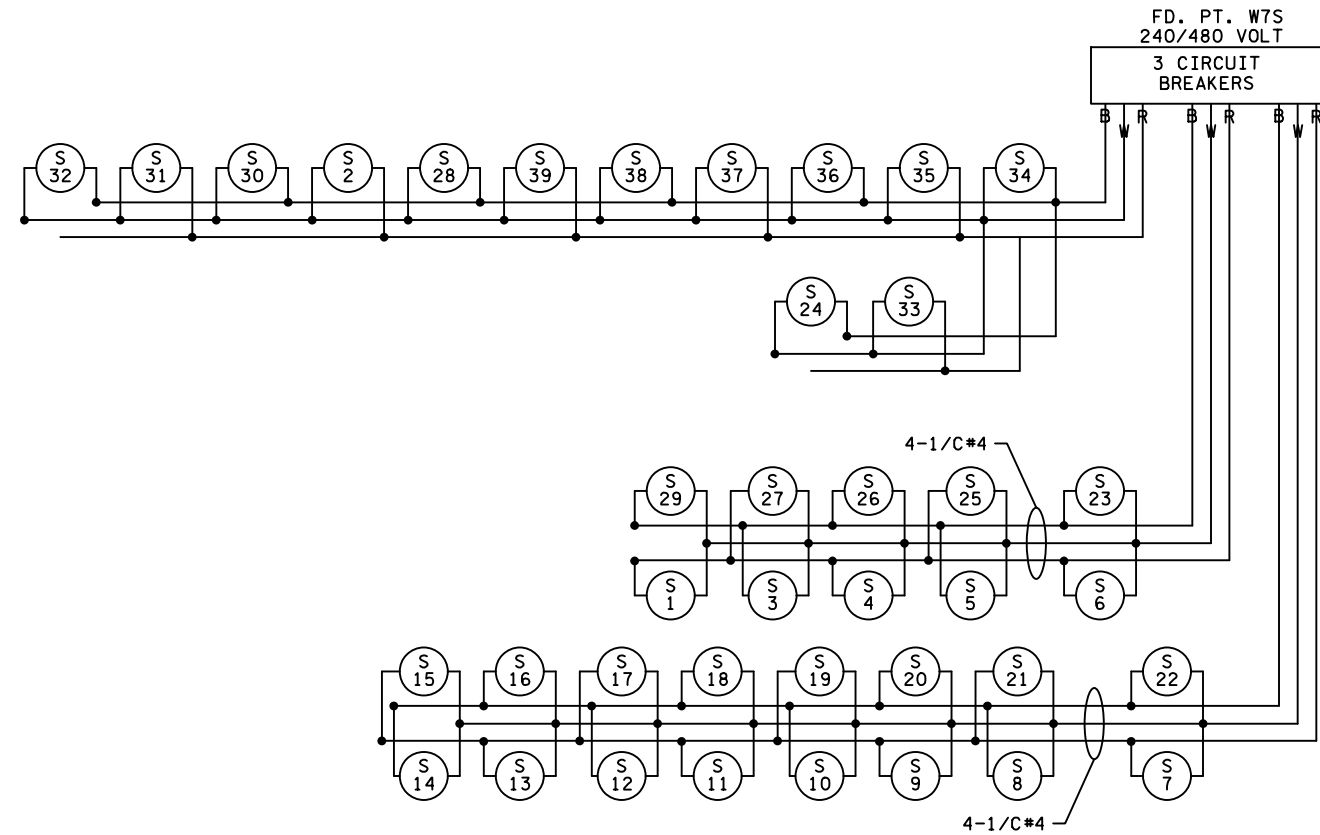 FD. PT. W7S
240/480 VOLT
3 CIRCUIT
BREAKERS
B W R B W R B W R
S 32 S 31 S 30 S 2 S 28 S 39 S 38 S 37 S 36 S 35 S 34
S 24 S 33
4-1/C#4
S 29 S 27 S 26 S 25 S 23
S 1 S 3 S 4 S 5 S 6
S 15 S 16 S 17 S 18 S 19 S 20 S 21 S 22
S 14 S 13 S 12 S 11 S 10 S 9 S 8 S 7
4-1/C#4